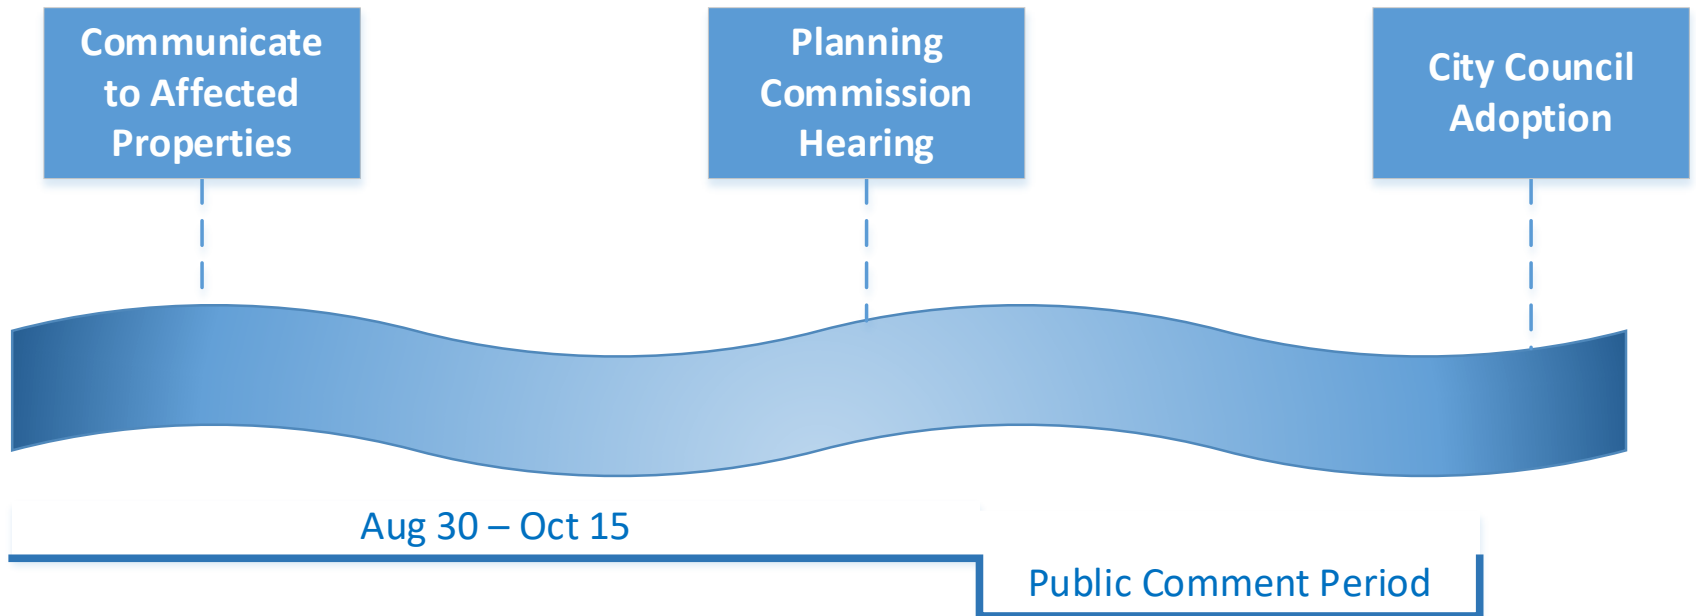 Communicate
to Affected
Properties
Planning
Commission
Hearing
City Council
Adoption
Aug 30 – Oct 15
Public Comment Period